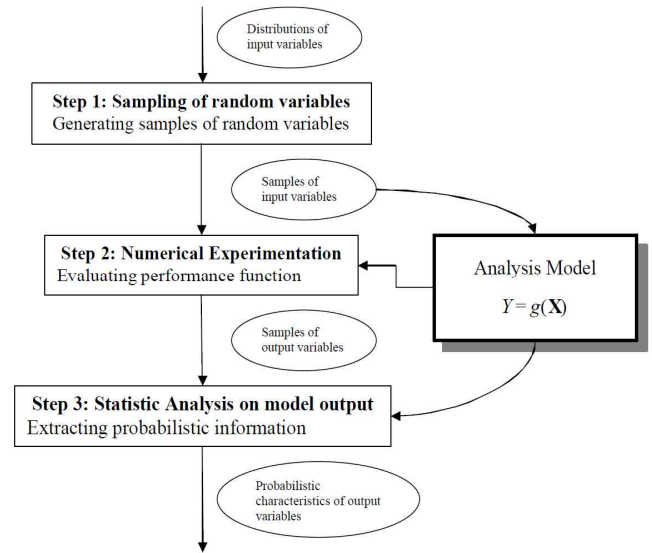 Distributions of
input variables
Step 1: Sampling of random variables
Generating samples of random variables
Samples of
input variables
Step 2: Numerical Experimentation
Evaluating performance function
Analysis Model
Y = g(X)
Samples of
output variables
Step 3: Statistic Analysis on model output
Extracting probabilistic information
Probabilistic
characteristics of output
variables